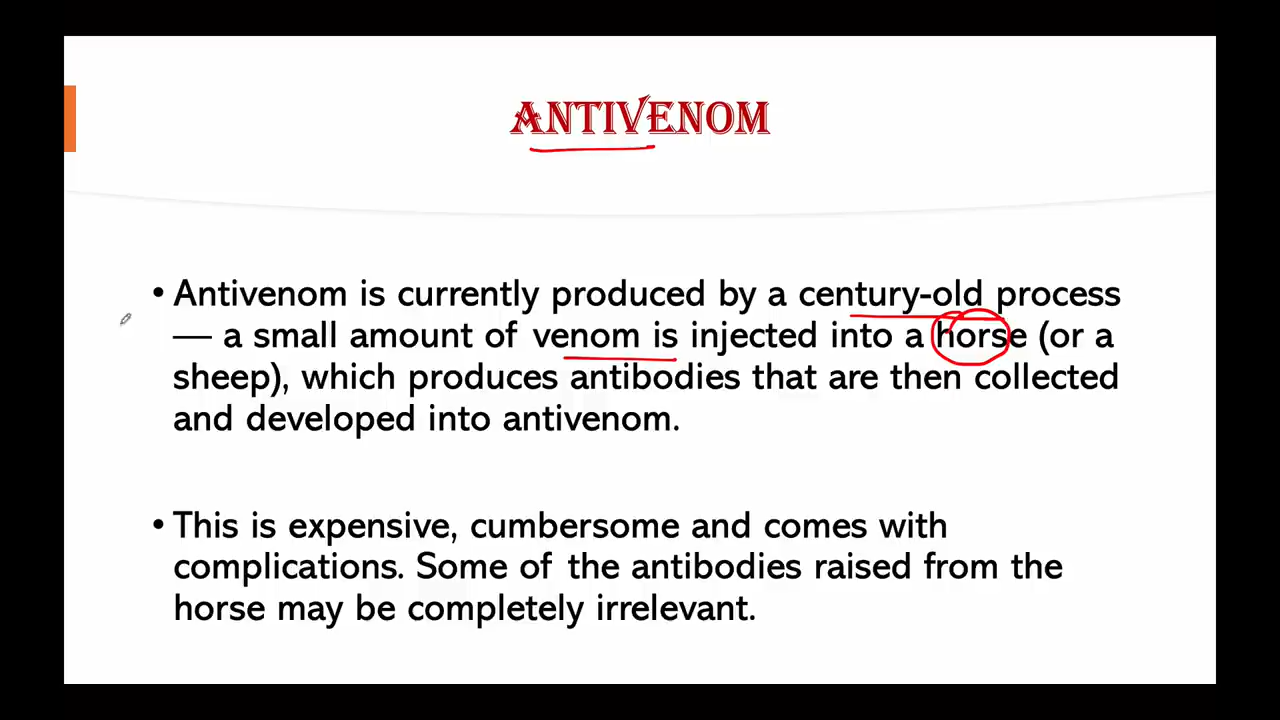 ANTIVENOM
• Antivenom is currently produced by a century-old process
— a small amount of venom is injected into a horse (or a
sheep), which produces antibodies that are then collected
and developed into antivenom.
• This is expensive, cumbersome and comes with
complications. Some of the antibodies raised from the
horse may be completely irrelevant.